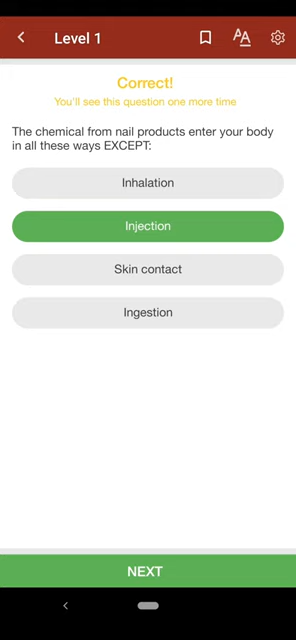 Level 1
AA
Correct!
You'll see this question one more time
The chemical from nail products enter your body
in all these ways EXCEPT:
Inhalation
Injection
Skin contact
Ingestion
NEXT